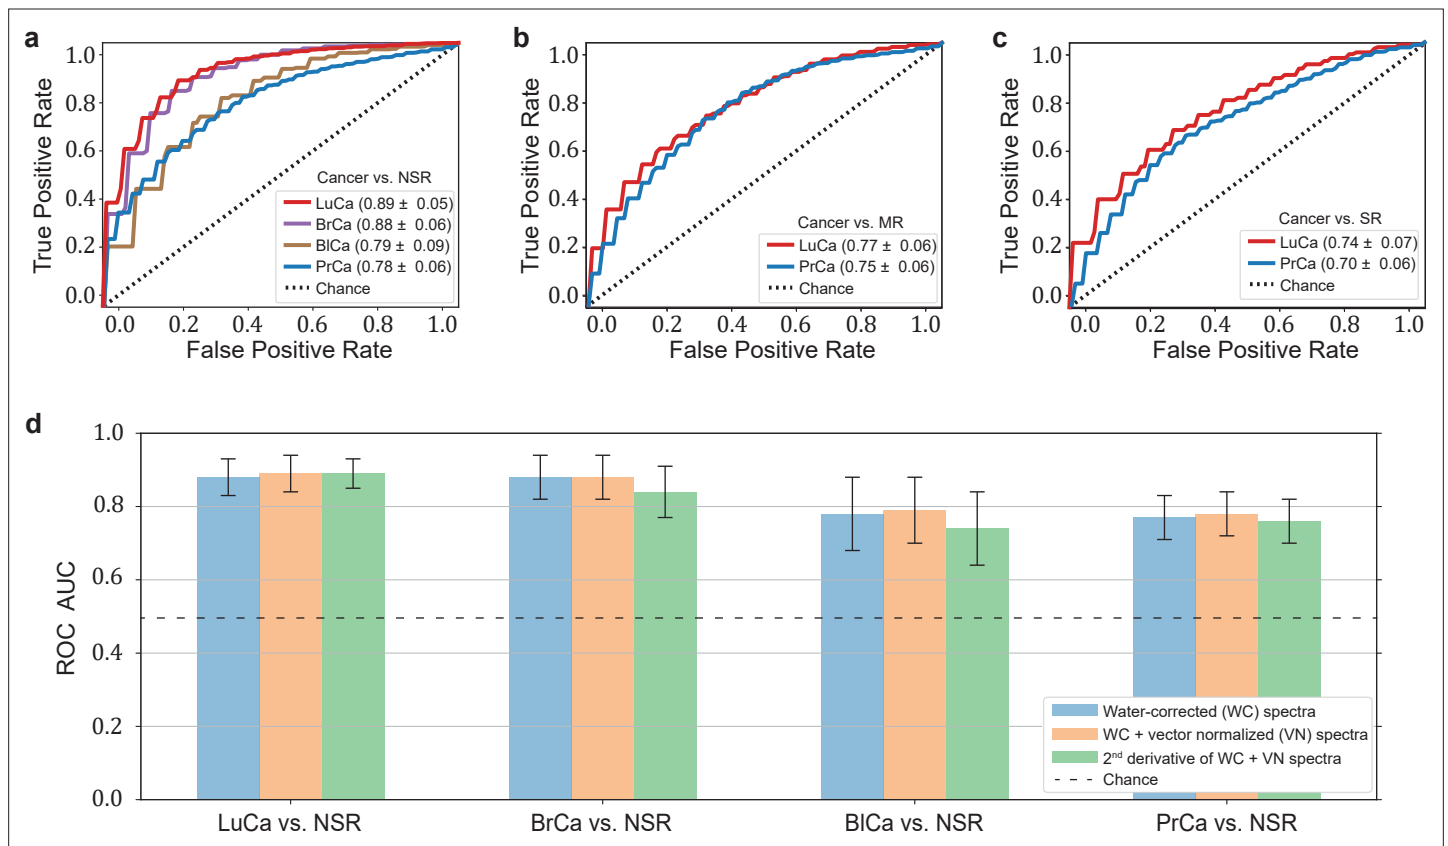 a
True Positive Rate
1.0
0.8
0.6
0.4
0.2
0.0
Cancer vs. NSR
LuCa (0.89 ± 0.05)
BrCa (0.88 ± 0.06)
BlCa (0.79 ± 0.09)
PrCa (0.78 ± 0.06)
Chance
0.0 0.2 0.4 0.6 0.8 1.0
False Positive Rate
b
True Positive Rate
1.0
0.8
0.6
0.4
0.2
0.0
Cancer vs. MR
LuCa (0.77 ± 0.06)
PrCa (0.75 ± 0.06)
Chance
0.0 0.2 0.4 0.6 0.8 1.0
False Positive Rate
c
True Positive Rate
1.0
0.8
0.6
0.4
0.2
0.0
Cancer vs. SR
LuCa (0.74 ± 0.07)
PrCa (0.70 ± 0.06)
Chance
0.0 0.2 0.4 0.6 0.8 1.0
False Positive Rate
d
ROC AUC
1.0
0.8
0.6
0.4
0.2
0.0
Water-corrected (WC) spectra
WC + vector normalized (VN) spectra
2nd derivative of WC + VN spectra
Chance
LuCa vs. NSR BrCa vs. NSR BlCa vs. NSR PrCa vs. NSR